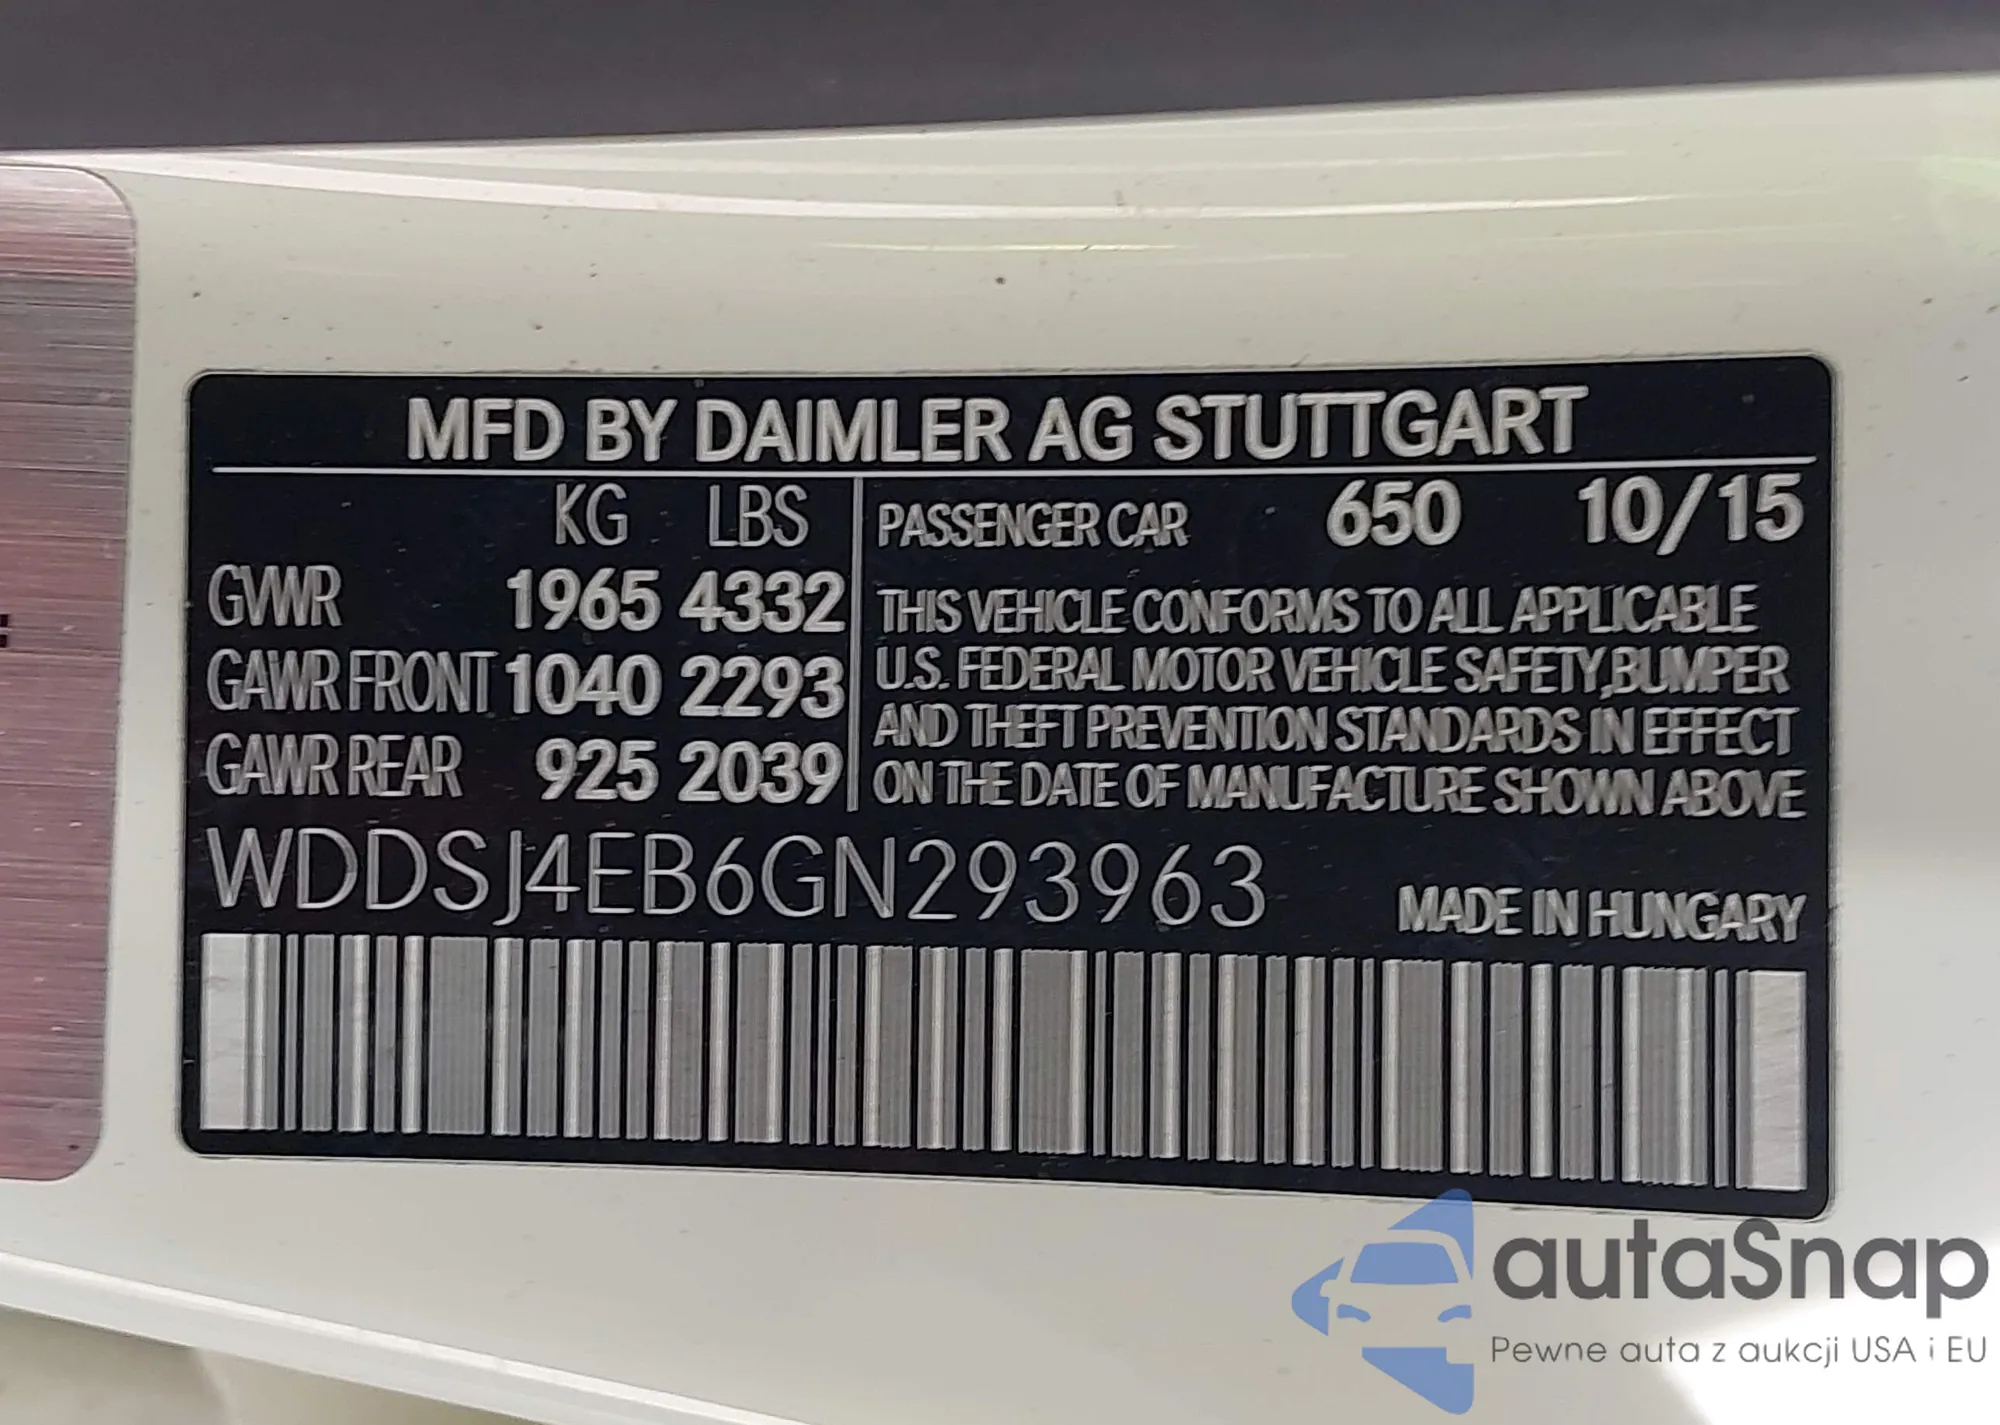 MFD BY DAIMLER AG STUTTGART
KG LBS
GVWR 1965 4332
GAWR FRONT 1040 2293
GAWR REAR 925 2039
PASSENGER CAR 650 10/15
THIS VEHICLE CONFORMS TO ALL APPLICABLE
U.S. FEDERAL MOTOR VEHICLE SAFETY,BUMPER
AND THEFT PREVENTION STANDARDS IN EFFECT
ON THE DATE OF MANUFACTURE SHOWN ABOVE
WDDSJ4EB6GN293963
MADE IN HUNGARY
autaSnap
Pewne auta z aukcji USA i EU